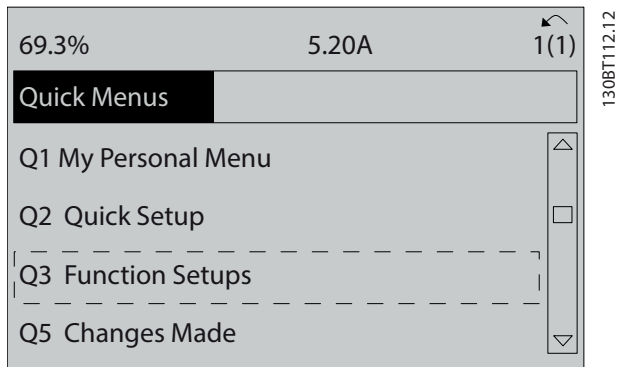 69.3% 5.20A 1(1)
Quick Menus
Q1 My Personal Menu
Q2 Quick Setup
Q3 Function Setups
Q5 Changes Made
130BT112.12